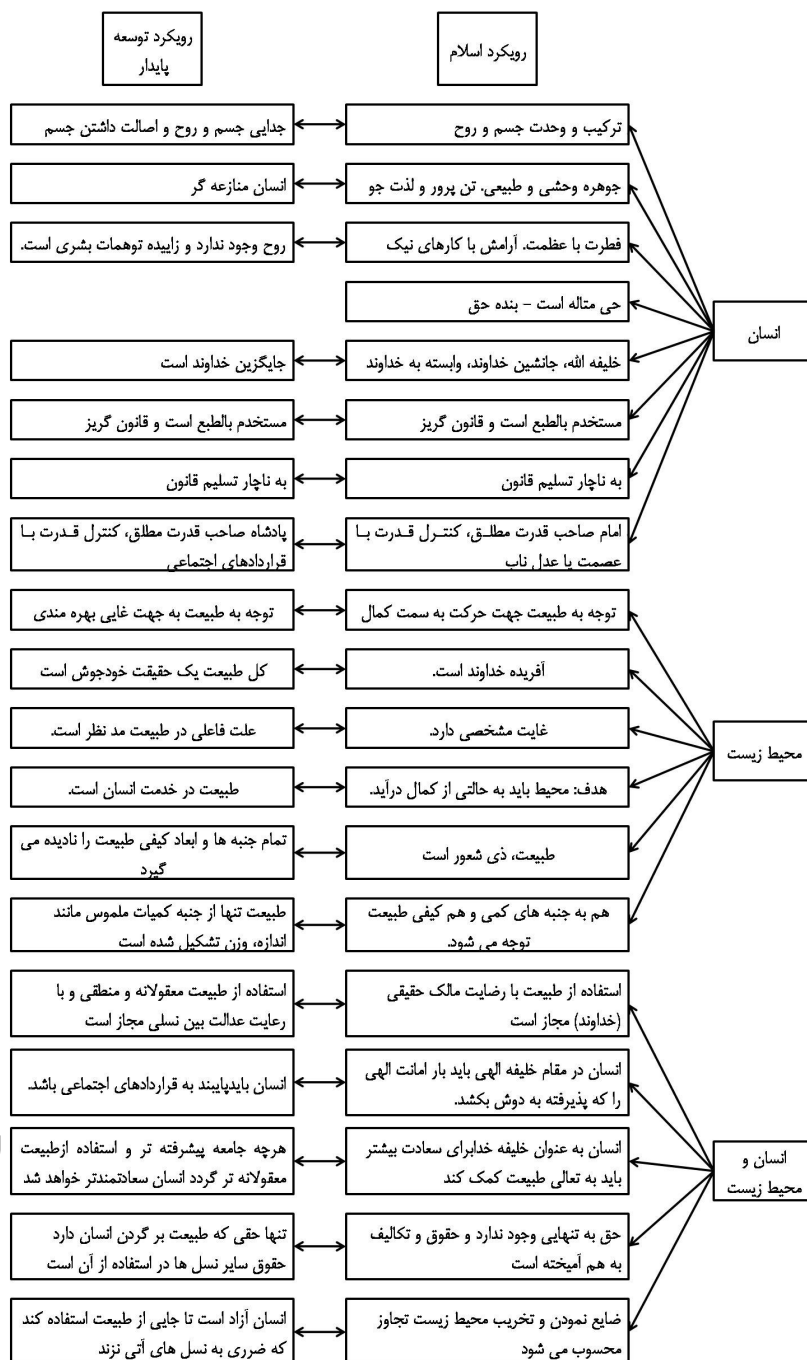 رویکرد اسلام
رویکرد توسعه
پایدار
انسان
ترکیب و وحدت جسم و روح
جدایی جسم و روح و اصالت داشتن جسم
جوهره وحشی و طبیعی. تن پرور و لذت جو
انسان منازعه گر
فطرت با عظمت. آرامش با کارهای نیک
روح وجود ندارد و زاییده توهمات بشری است.
حی متاله است – بنده حق
خلیفه الله، جانشین خداوند، وابسته به خداوند
جایگزین خداوند است
مستخدم بالطبع است و قانون گریز
مستخدم بالطبع است و قانون گریز
به ناچار تسلیم قانون
به ناچار تسلیم قانون
امام صاحب قدرت مطلق، کنترل قدرت با
عصمت یا عدل ناب
پادشاه صاحب قدرت مطلق، کنترل قدرت با
قراردادهای اجتماعی
محیط زیست
توجه به طبیعت جهت حرکت به سمت کمال
توجه به طبیعت به جهت غایی بهره مندی
آفریده خداوند است.
کل طبیعت یک حقیقت خودجوش است
غایت مشخصی دارد.
علت فاعلی در طبیعت مد نظر است.
هدف: محیط باید به حالتی از کمال درآید.
طبیعت در خدمت انسان است.
طبیعت، ذی شعور است
تمام جنبه ها و ابعاد کیفی طبیعت را نادیده می
گیرد
هم به جنبه های کمی و هم کیفی طبیعت
توجه می شود.
طبیعت تنها از جنبه کمیات ملموس مانند
اندازه، وزن تشکیل شده است
انسان و
محیط زیست
استفاده از طبیعت با رضایت مالک حقیقی
(خداوند) مجاز است
استفاده از طبیعت معقولانه و منطقی و با
رعایت عدالت بین نسلی مجاز است
انسان در مقام خلیفه الهی باید بار امانت الهی
را که پذیرفته به دوش بکشد.
انسان بایدپایبند به قراردادهای اجتماعی باشد.
انسان به عنوان خلیفه خدابرای سعادت بیشتر
باید به تعالی طبیعت کمک کند
هرچه جامعه پیشرفته تر و استفاده ازطبیعت
معقولانه تر گردد انسان سعادتمندتر خواهد شد
حق به تنهایی وجود ندارد و حقوق و تکالیف
به هم آمیخته است
تنها حقی که طبیعت بر گردن انسان دارد
حقوق سایر نسل ها در استفاده از آن است
ضایع نمودن و تخریب محیط زیست تجاوز
محسوب می شود
انسان آزاد است تا جایی از طبیعت استفاده کند
که ضرری به نسل های آتی نزند